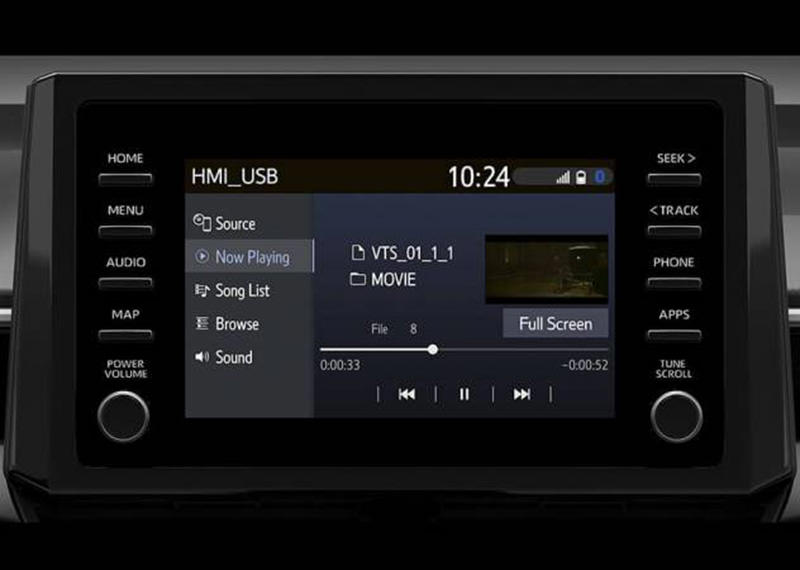 HOME
MENU
AUDIO
MAP
POWER
VOLUME
HMI_USB 10:24
Source
Now Playing
Song List
Browse
Sound
VTS_01_1_1
MOVIE
Full Screen
File 8
0:00:33 -0:00:52
SEEK >
< TRACK
PHONE
APPS
TUNE
SCROLL